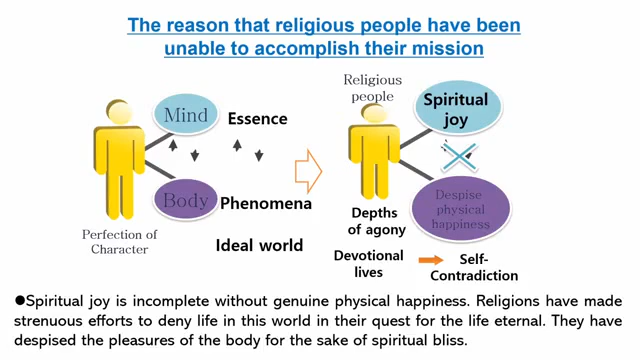 The reason that religious people have been
unable to accomplish their mission
Mind
Essence
Body
Phenomena
Perfection of
Character
Ideal world
Religious
people
Spiritual
joy
Despise
physical
happiness
Depths
of agony
Devotional
lives
Self-
Contradiction
●Spiritual joy is incomplete without genuine physical happiness. Religions have made
strenuous efforts to deny life in this world in their quest for the life eternal. They have
despised the pleasures of the body for the sake of spiritual bliss.